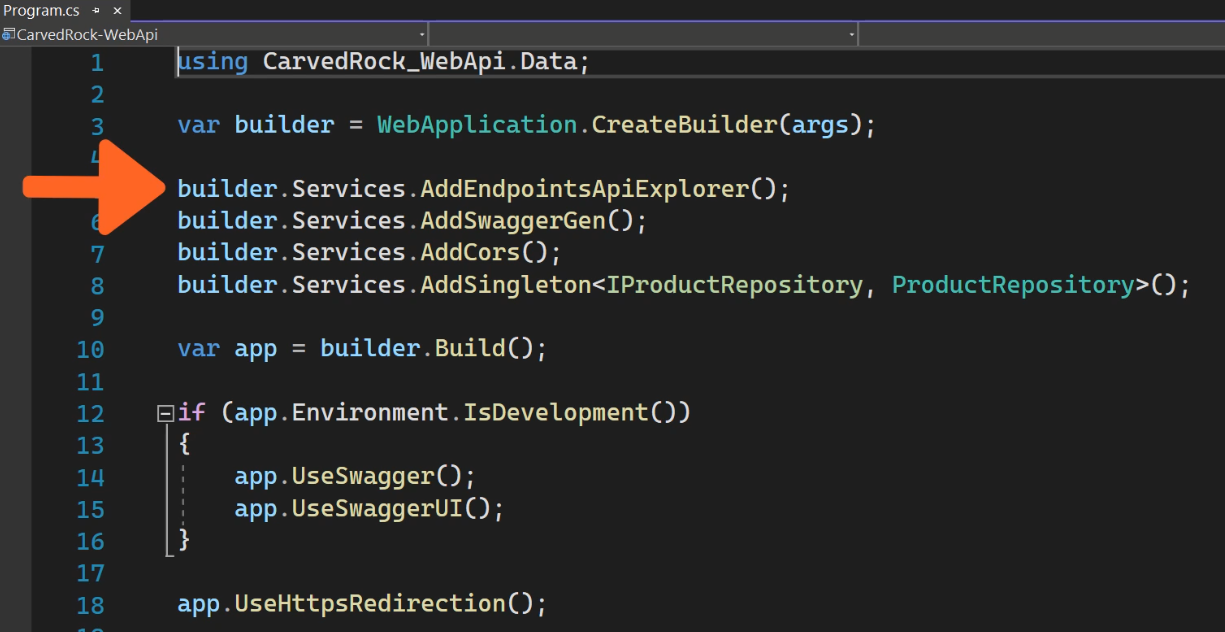 Program.cs
CarvedRock-WebApi
1 using CarvedRock_WebApi.Data;
2
3 var builder = WebApplication.CreateBuilder(args);
4
builder.Services.AddEndpointsApiExplorer();
6 builder.Services.AddSwaggerGen();
7 builder.Services.AddCors();
8 builder.Services.AddSingleton<IProductRepository, ProductRepository>();
9
10 var app = builder.Build();
11
12 if (app.Environment.IsDevelopment())
13 {
14 app.UseSwagger();
15 app.UseSwaggerUI();
16 }
17
18 app.UseHttpsRedirection();